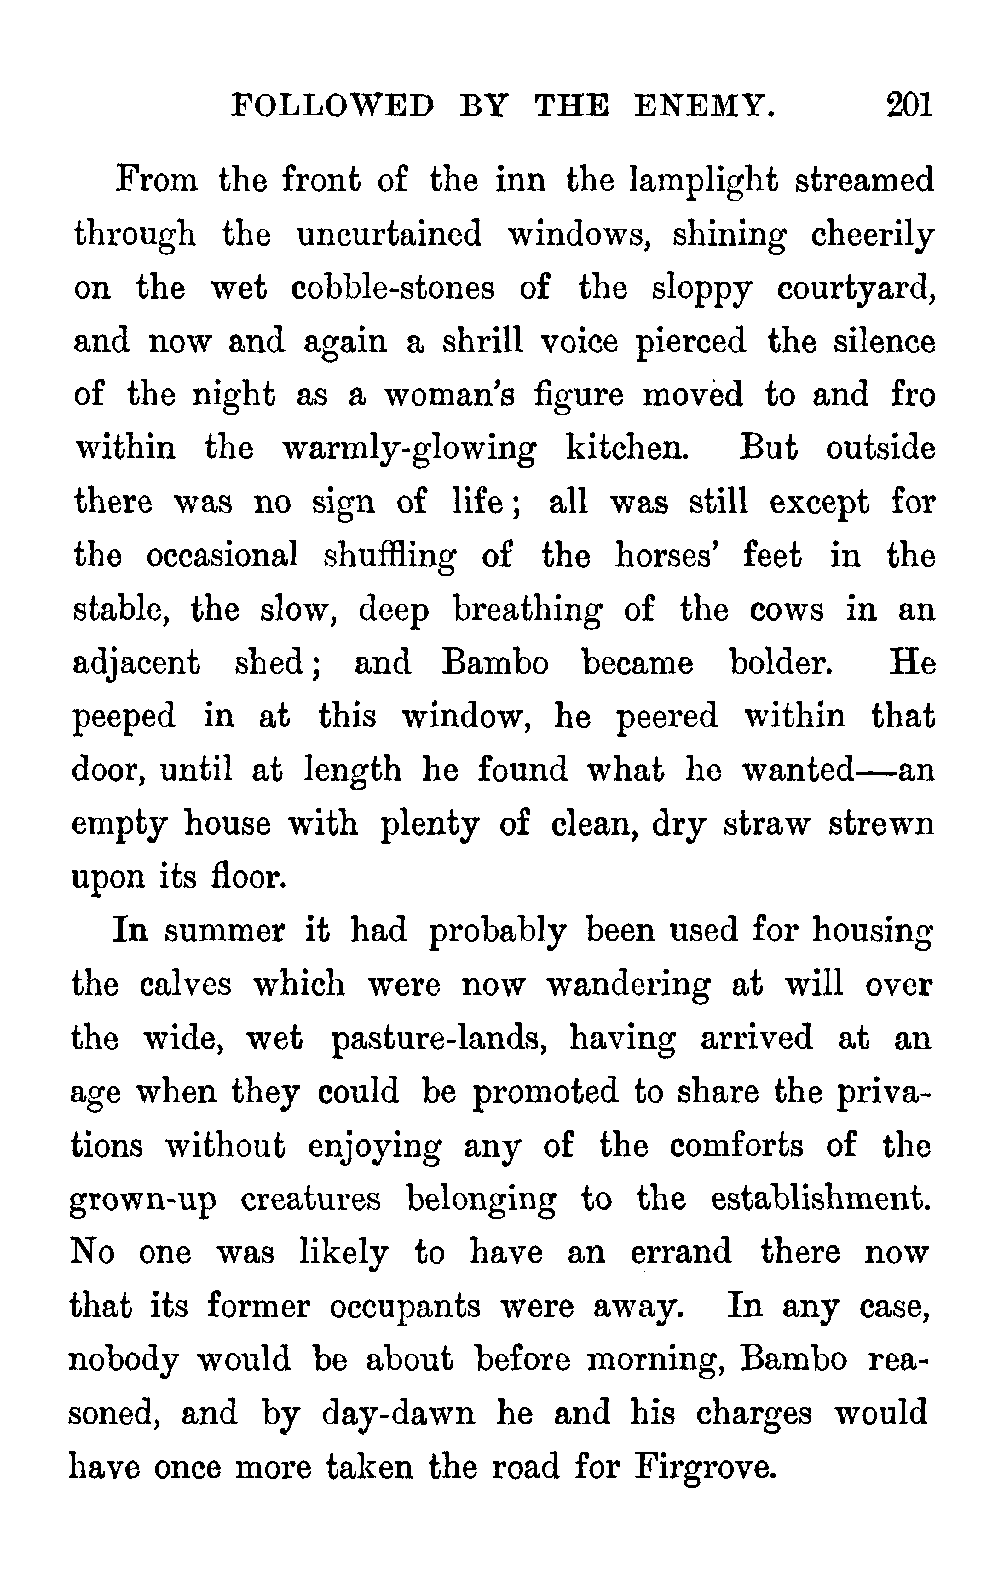 FOLLOWED BY THE ENEMY. 201
From the front of the inn the lamplight streamed
through the uncurtained windows, shining cheerily
on the wet cobble-stones of the sloppy courtyard,
and now and again a shrill voice pierced the silence
of the night as a woman's figure moved to and fro
within the warmly-glowing kitchen. But outside
there was no sign of life; all was still except for
the occasional shuffling of the horses' feet in the
stable, the slow, deep breathing of the cows in an
adjacent shed; and Bambo became bolder. He
peeped in at this window, he peered within that
door, until at length he found what he wanted—an
empty house with plenty of clean, dry straw strewn
upon its floor.
In summer it had probably been used for housing
the calves which were now wandering at will over
the wide, wet pasture-lands, having arrived at an
age when they could be promoted to share the priva-
tions without enjoying any of the comforts of the
grown-up creatures belonging to the establishment.
No one was likely to have an errand there now
that its former occupants were away. In any case,
nobody would be about before morning, Bambo rea-
soned, and by day-dawn he and his charges would
have once more taken the road for Firgrove.